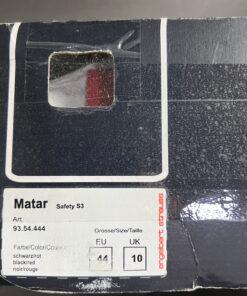 Matar Safety S3
Art.
93.54.444
Grösse/Size/Taille
Farbe/Color/Couleur
EU UK
schwarz/rot
black/red
noir/rouge
44 10
engelbert strauss